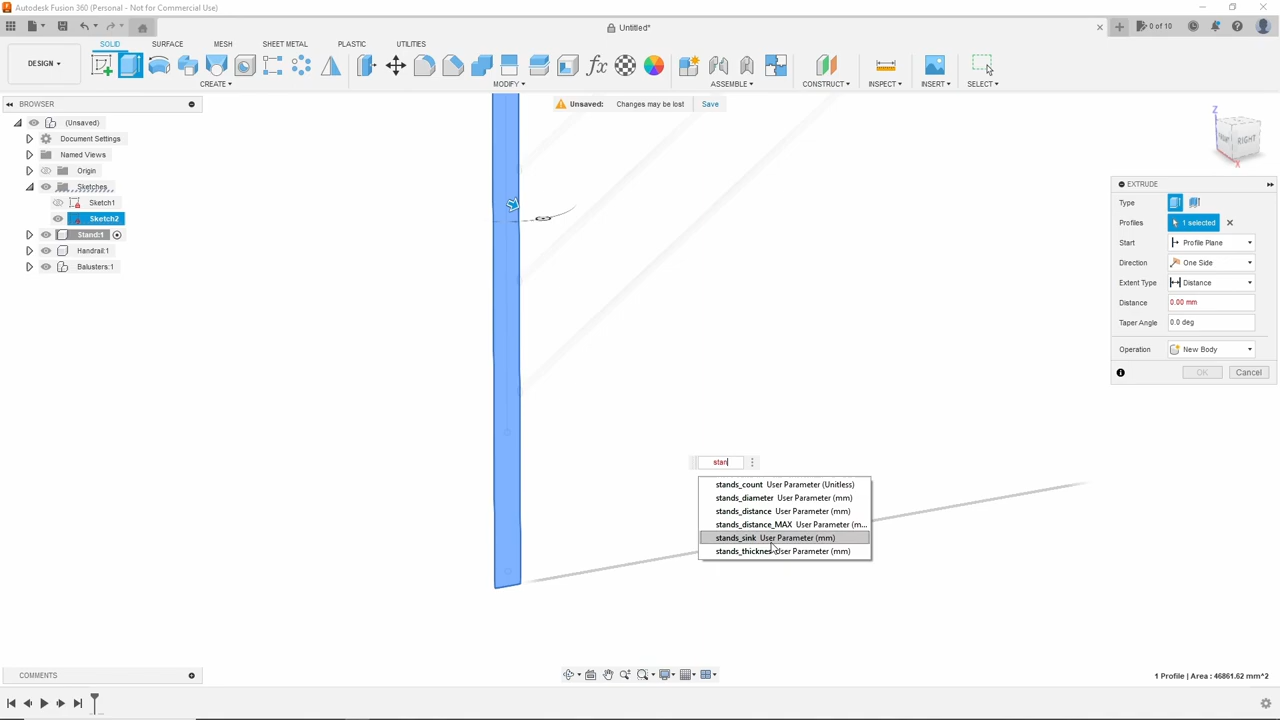 Autodesk Fusion 360 (Personal - Not for Commercial Use)
Untitled*
0 of 10
DESIGN
SOLID
SURFACE
MESH
SHEET METAL
PLASTIC
UTILITIES
CREATE
MODIFY
ASSEMBLE
CONSTRUCT
INSPECT
INSERT
SELECT
BROWSER
Unsaved:
Changes may be lost
Save
(Unsaved)
Document Settings
Named Views
Origin
Sketches
Sketch1
Sketch2
Stand:1
Handrail:1
Balusters:1
Z
RIGHT
X
EXTRUDE
Type
Profiles
1 selected
Start
Profile Plane
Direction
One Side
Extent Type
Distance
Distance
0.00 mm
Taper Angle
0.0 deg
Operation
New Body
OK
Cancel
stan
stands_count User Parameter (Unitless)
stands_diameter User Parameter (mm)
stands_distance User Parameter (mm)
stands_distance_MAX User Parameter (m...
stands_sink User Parameter (mm)
stands_thicknes User Parameter (mm)
COMMENTS
1 Profile | Area : 46861.62 mm^2